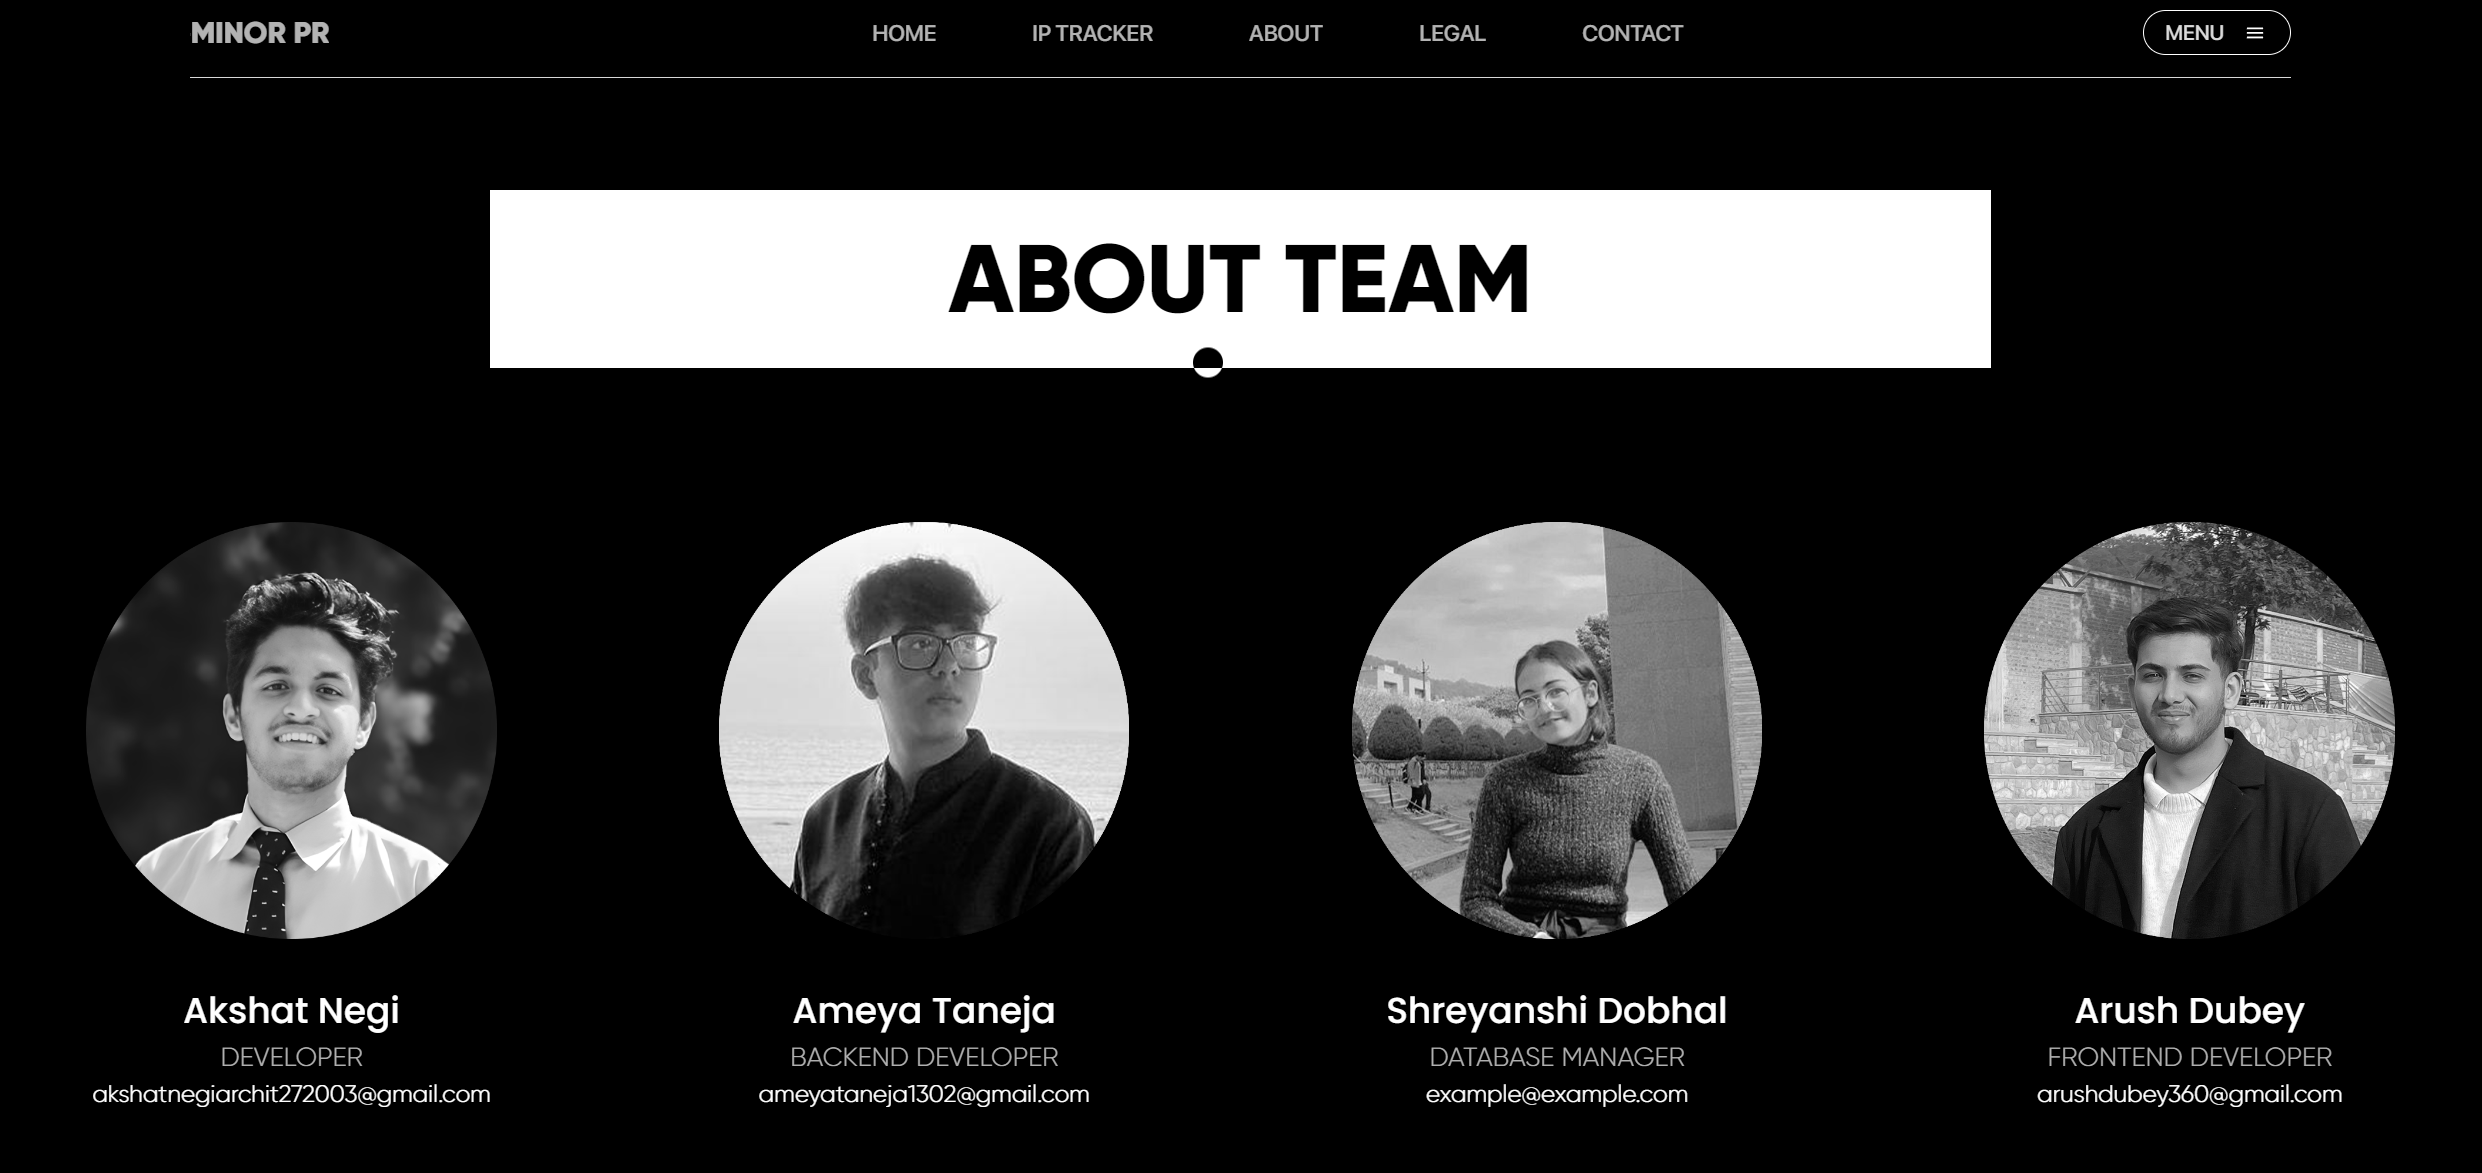 MINOR PR
HOME
IP TRACKER
ABOUT
LEGAL
CONTACT
MENU
ABOUT TEAM
Akshat Negi
DEVELOPER
akshatnegiarchit272003@gmail.com
Ameya Taneja
BACKEND DEVELOPER
ameyataneja1302@gmail.com
Shreyanshi Dobhal
DATABASE MANAGER
example@example.com
Arush Dubey
FRONTEND DEVELOPER
arushdubey360@gmail.com